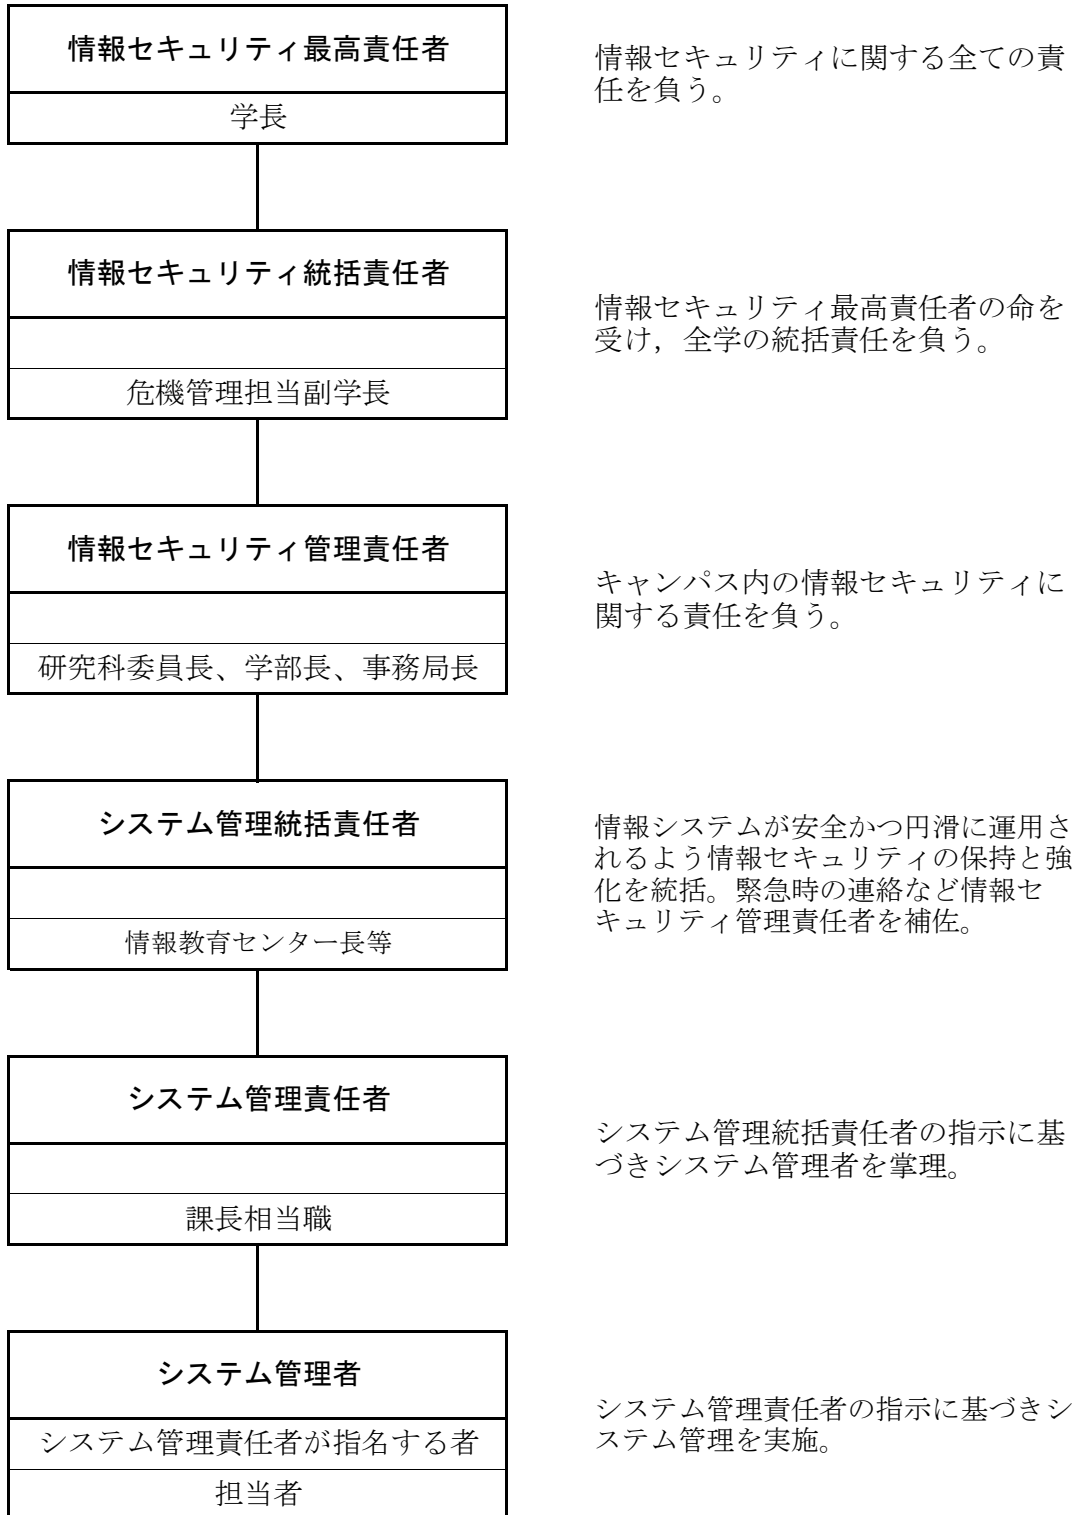 情報セキュリティ最高責任者
学長
情報セキュリティに関する全ての責
任を負う。
情報セキュリティ統括責任者
危機管理担当副学長
情報セキュリティ最高責任者の命を
受け，全学の統括責任を負う。
情報セキュリティ管理責任者
研究科委員長、学部長、事務局長
キャンパス内の情報セキュリティに
関する責任を負う。
システム管理統括責任者
情報教育センター長等
情報システムが安全かつ円滑に運用さ
れるよう情報セキュリティの保持と強
化を統括。緊急時の連絡など情報セ
キュリティ管理責任者を補佐。
システム管理責任者
課長相当職
システム管理統括責任者の指示に基
づきシステム管理者を掌理。
システム管理者
システム管理責任者が指名する者
担当者
システム管理責任者の指示に基づきシ
ステム管理を実施。